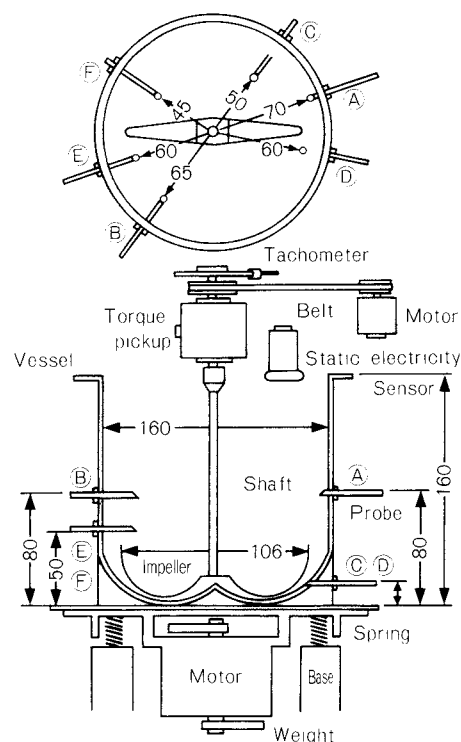 Ⓒ
Ⓕ
Ⓐ
45
50
70
Ⓔ
60
60
Ⓓ
65
Ⓑ
Tachometer
Torque
pickup
Belt
Motor
Vessel
Static electricity
Sensor
160
160
Shaft
Ⓑ
Ⓐ
Probe
80
50
Ⓔ
Ⓕ
Impeller
106
Ⓒ Ⓓ
80
Spring
Motor
Base
Weight